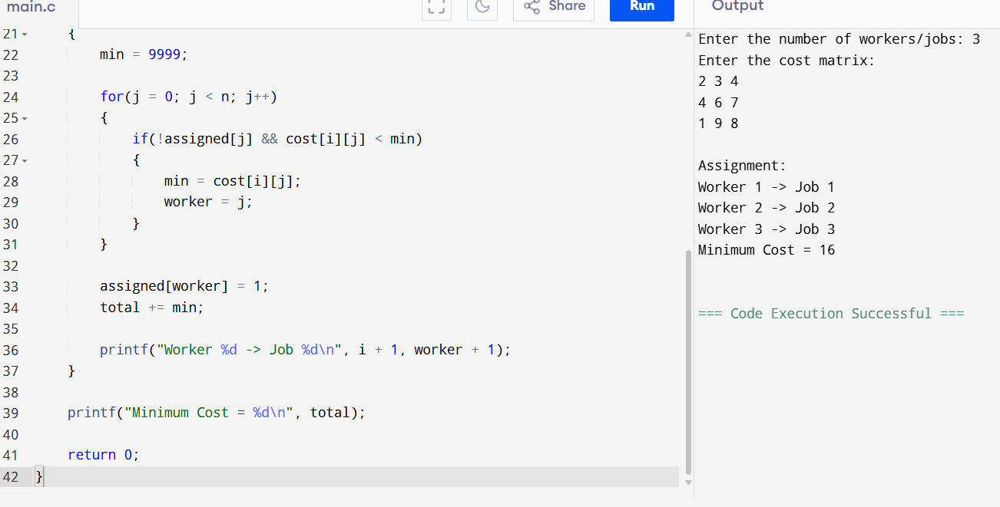 main.c
Share
Run
Output
21 {
22 min = 9999;
23
24 for(j = 0; j < n; j++)
25 {
26 if(!assigned[j] && cost[i][j] < min)
27 {
28 min = cost[i][j];
29 worker = j;
30 }
31 }
32
33 assigned[worker] = 1;
34 total += min;
35
36 printf("Worker %d -> Job %d\n", i + 1, worker + 1);
37 }
38
39 printf("Minimum Cost = %d\n", total);
40
41 return 0;
42 }
Enter the number of workers/jobs: 3
Enter the cost matrix:
2 3 4
4 6 7
1 9 8
Assignment:
Worker 1 -> Job 1
Worker 2 -> Job 2
Worker 3 -> Job 3
Minimum Cost = 16
=== Code Execution Successful ===